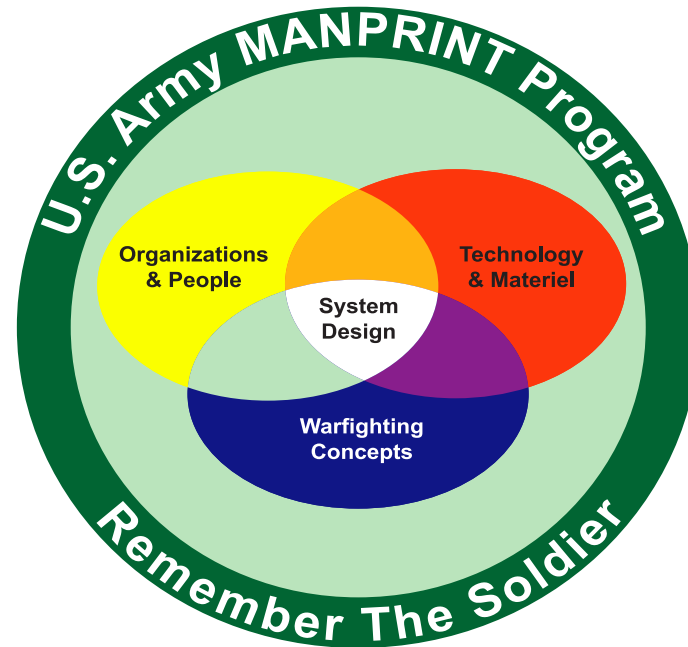 U.S. Army MANPRINT Program
Organizations
& People
Technology
& Materiel
System
Design
Warfighting
Concepts
Remember The Soldier